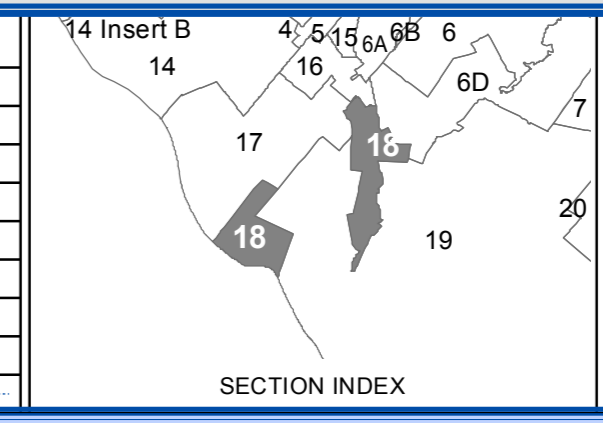 14 Insert B 4 5 15 6A 6B 6
14 16 6D
7
17 18
20
18 19
SECTION INDEX